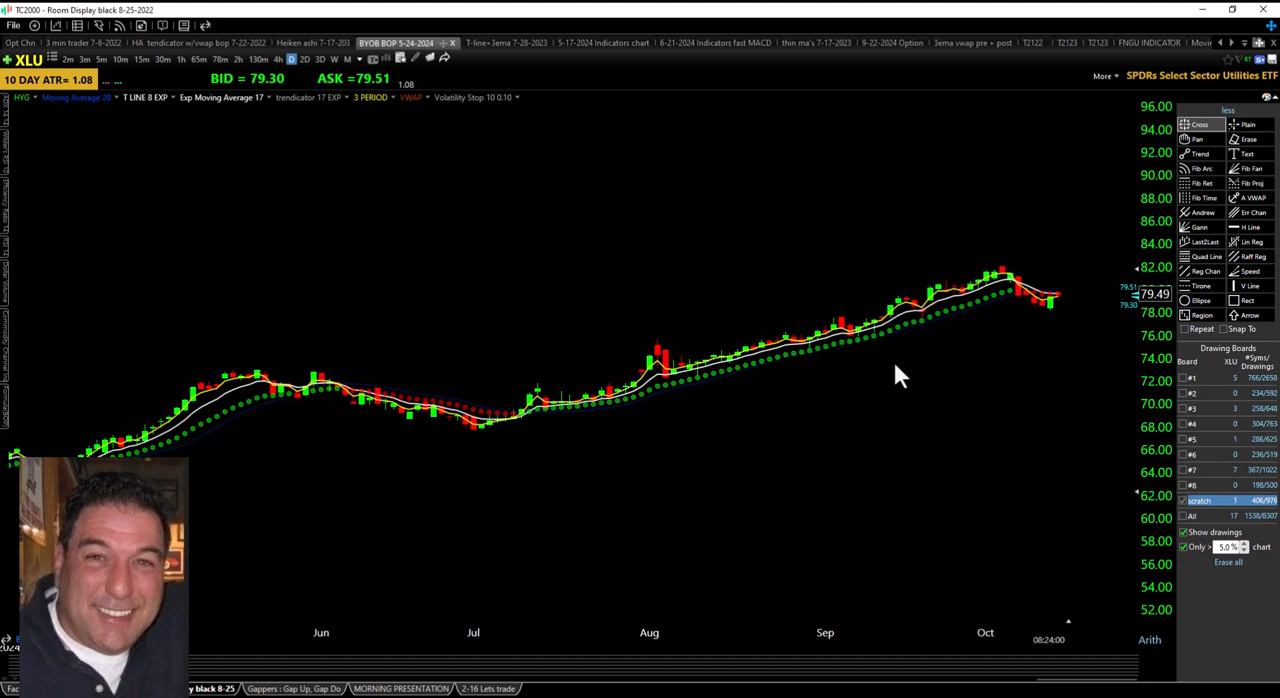 TC2000 - Room Display black 8-25-2022
File
Opt Chn
3 min trader 7-6-2022
HA tendicator w/vwap bop 7-22-2022
Heiken ashi 7-17-203
BYOB BOP 5-24-2024
T-line+3ema 5-28-2023
5-17-2024 Indicators chart
6-21-2024 Indicators fast MACD
thin ma's 7-17-2023
9-22-2024 Option
3ema vwap pre + post
T2122
T2123
T2123
FNGU INDICATOR
XLU
2m 3m 5m 10m 15m 30m 1h 65m 78m 2h 130m 4h D 2D 3D W M
10 DAY ATR= 1.08
... ...
BID = 79.30
ASK =79.51
1.08
More
SPDRs Select Sector Utilities ETF
HYG
Moving Average 20
T LINE 8 EXP
Exp Moving Average 17
trendicator 17 EXP
3 PERIOD
VWAP
Volatility Stop 10 0.10
96.00
94.00
92.00
90.00
88.00
86.00
84.00
82.00
79.51
79.49
79.30
78.00
76.00
74.00
72.00
70.00
68.00
66.00
64.00
62.00
60.00
58.00
56.00
54.00
52.00
Jun
Jul
Aug
Sep
Oct
08:24:00
Arith
less
Cross
Plain
Pan
Erase
Trend
Text
Fib Arc
Fib Fan
Fib Ret
Fib Proj
Fib Time
A VWAP
Andrew
Err Chan
Gann
H Line
Last2Last
Lin Reg
Quad Line
Raff Reg
Reg Chan
Speed
Tirone
V Line
Ellipse
Rect
Region
Arrow
Repeat
Snap To
Drawing Boards
Board XLU #Syms/ Drawings
#1 5 766/2658
#2 0 234/592
#3 3 258/648
#4 0 304/763
#5 1 286/625
#6 0 236/519
#7 7 367/1022
#8 0 198/500
scratch 1 406/976
All 17 1538/8307
Show drawings
Only > 5.0 % chart
Erase all
y black 8-25
Gappers : Gap Up, Gap Do
MORNING PRESENTATION
2-16 Lets trade